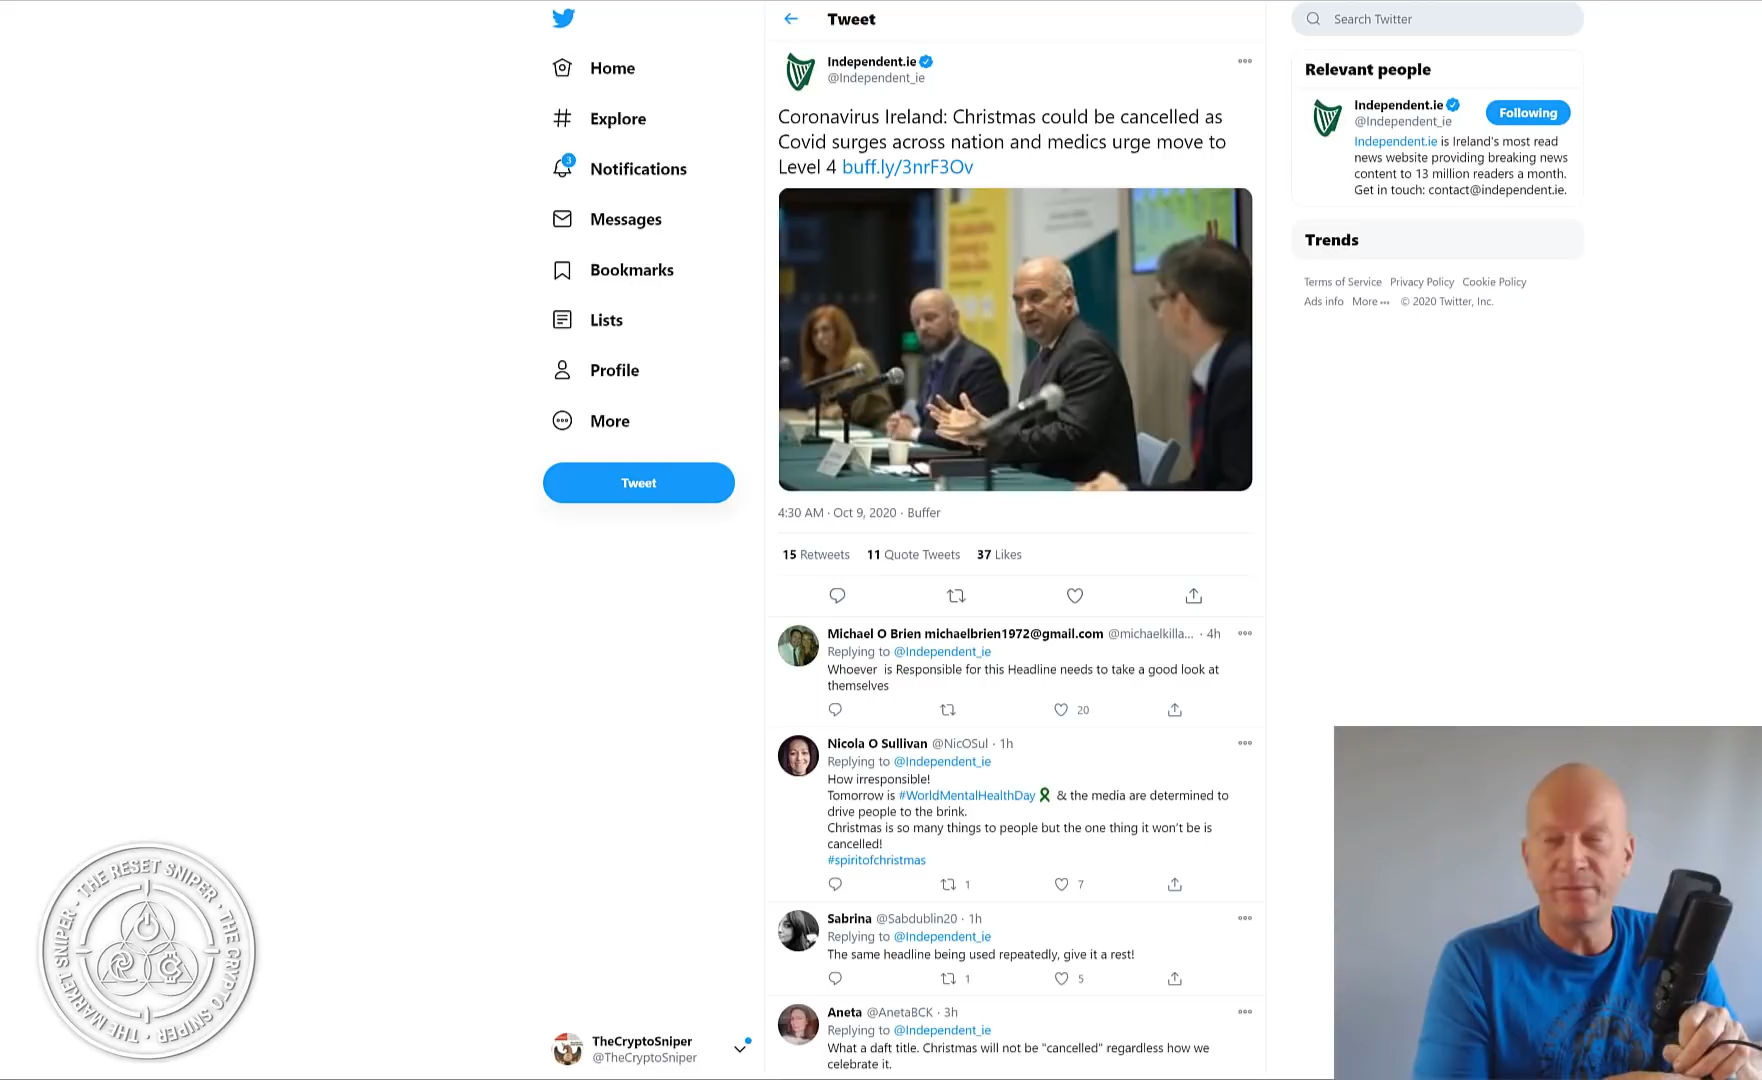 Home
Explore
3
Notifications
Messages
Bookmarks
Lists
Profile
More
Tweet
TheCryptoSniper
@TheCryptoSniper
THE RESET SNIPER · THE CRYPTO SNIPER · THE MARKET SNIPER ·
Tweet
Independent.ie
@Independent_ie
Coronavirus Ireland: Christmas could be cancelled as
Covid surges across nation and medics urge move to
Level 4 buff.ly/3nrF3Ov
4:30 AM · Oct 9, 2020 · Buffer
15 Retweets 11 Quote Tweets 37 Likes
Michael O Brien michaelbrien1972@gmail.com @michaelkilla... · 4h
Replying to @Independent_ie
Whoever is Responsible for this Headline needs to take a good look at
themselves
20
Nicola O Sullivan @NicOSul · 1h
Replying to @Independent_ie
How irresponsible!
Tomorrow is #WorldMentalHealthDay & the media are determined to
drive people to the brink.
Christmas is so many things to people but the one thing it won't be is
cancelled!
#spiritofchristmas
1 7
Sabrina @Sabdublin20 · 1h
Replying to @Independent_ie
The same headline being used repeatedly, give it a rest!
1 5
Aneta @AnetaBCK · 3h
Replying to @Independent_ie
What a daft title. Christmas will not be "cancelled" regardless how we
celebrate it.
Search Twitter
Relevant people
Independent.ie
@Independent_ie
Following
Independent.ie is Ireland's most read
news website providing breaking news
content to 13 million readers a month.
Get in touch: contact@independent.ie.
Trends
Terms of Service Privacy Policy Cookie Policy
Ads info More ••• © 2020 Twitter, Inc.